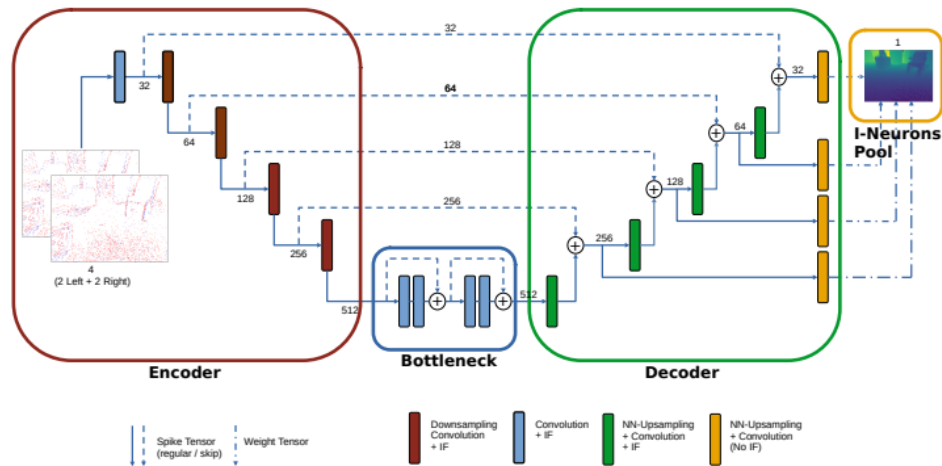 32
1
32
32
64
64
I-Neurons
Pool
128
128
128
64
256
256
256
4
(2 Left + 2 Right)
512
512
Bottleneck
Encoder
Decoder
Spike Tensor
(regular / skip)
Weight Tensor
Downsampling
Convolution
+ IF
Convolution
+ IF
NN-Upsampling
+ Convolution
+ IF
NN-Upsampling
+ Convolution
(No IF)